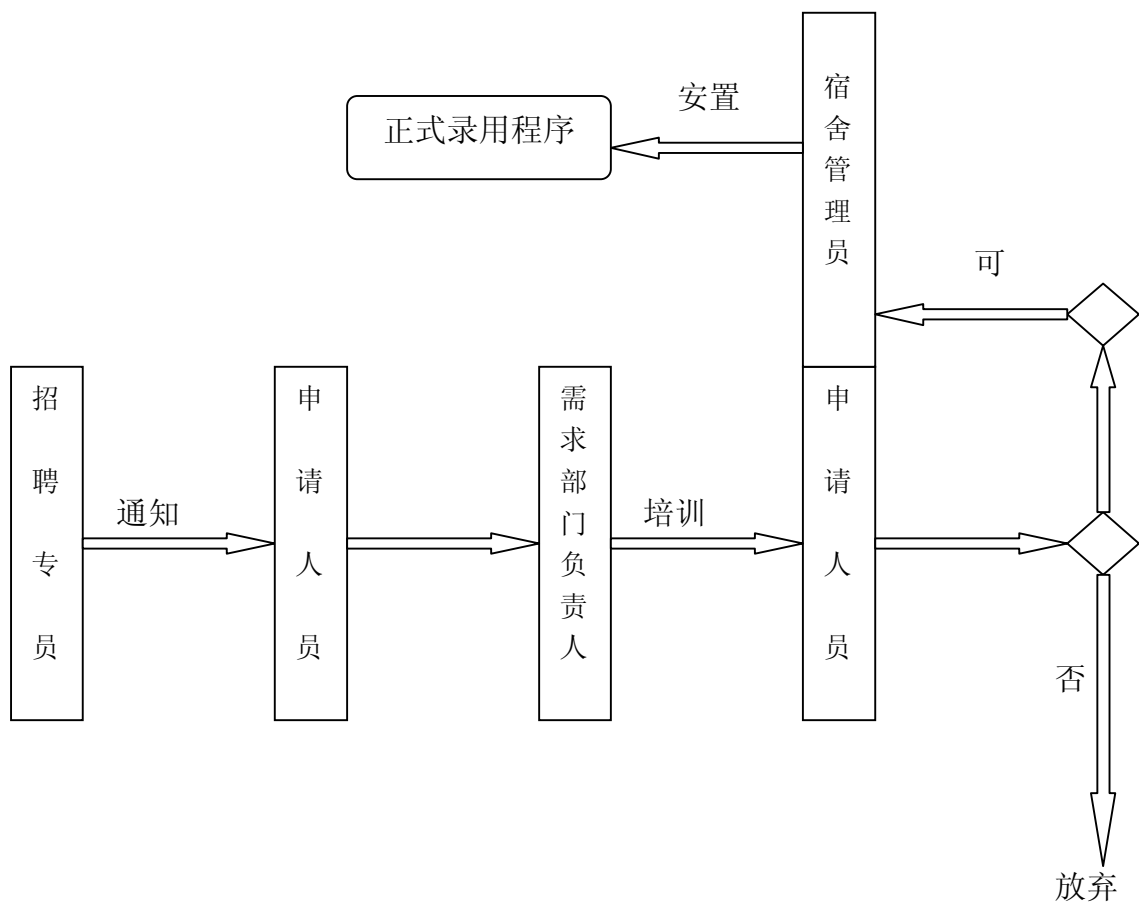 宿舍管理员
安置
正式录用程序
可
招聘专员
通知
申请人员
需求部门负责人
培训
申请人员
否
放弃